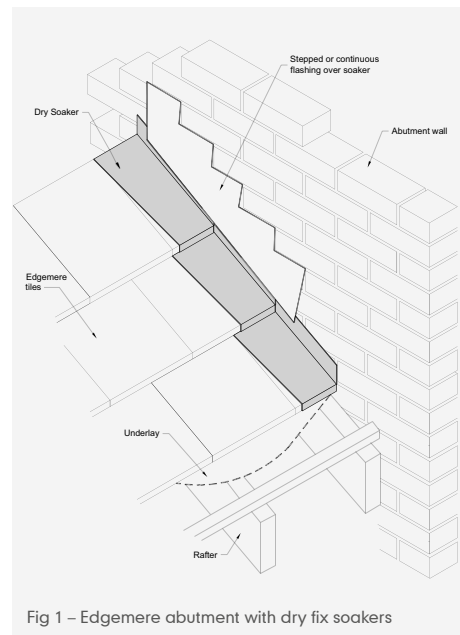 Stepped or continuous
flashing over soaker
Dry Soaker
Abutment wall
Edgemere
tiles
Underlay
Rafter
Fig 1 – Edgemere abutment with dry fix soakers